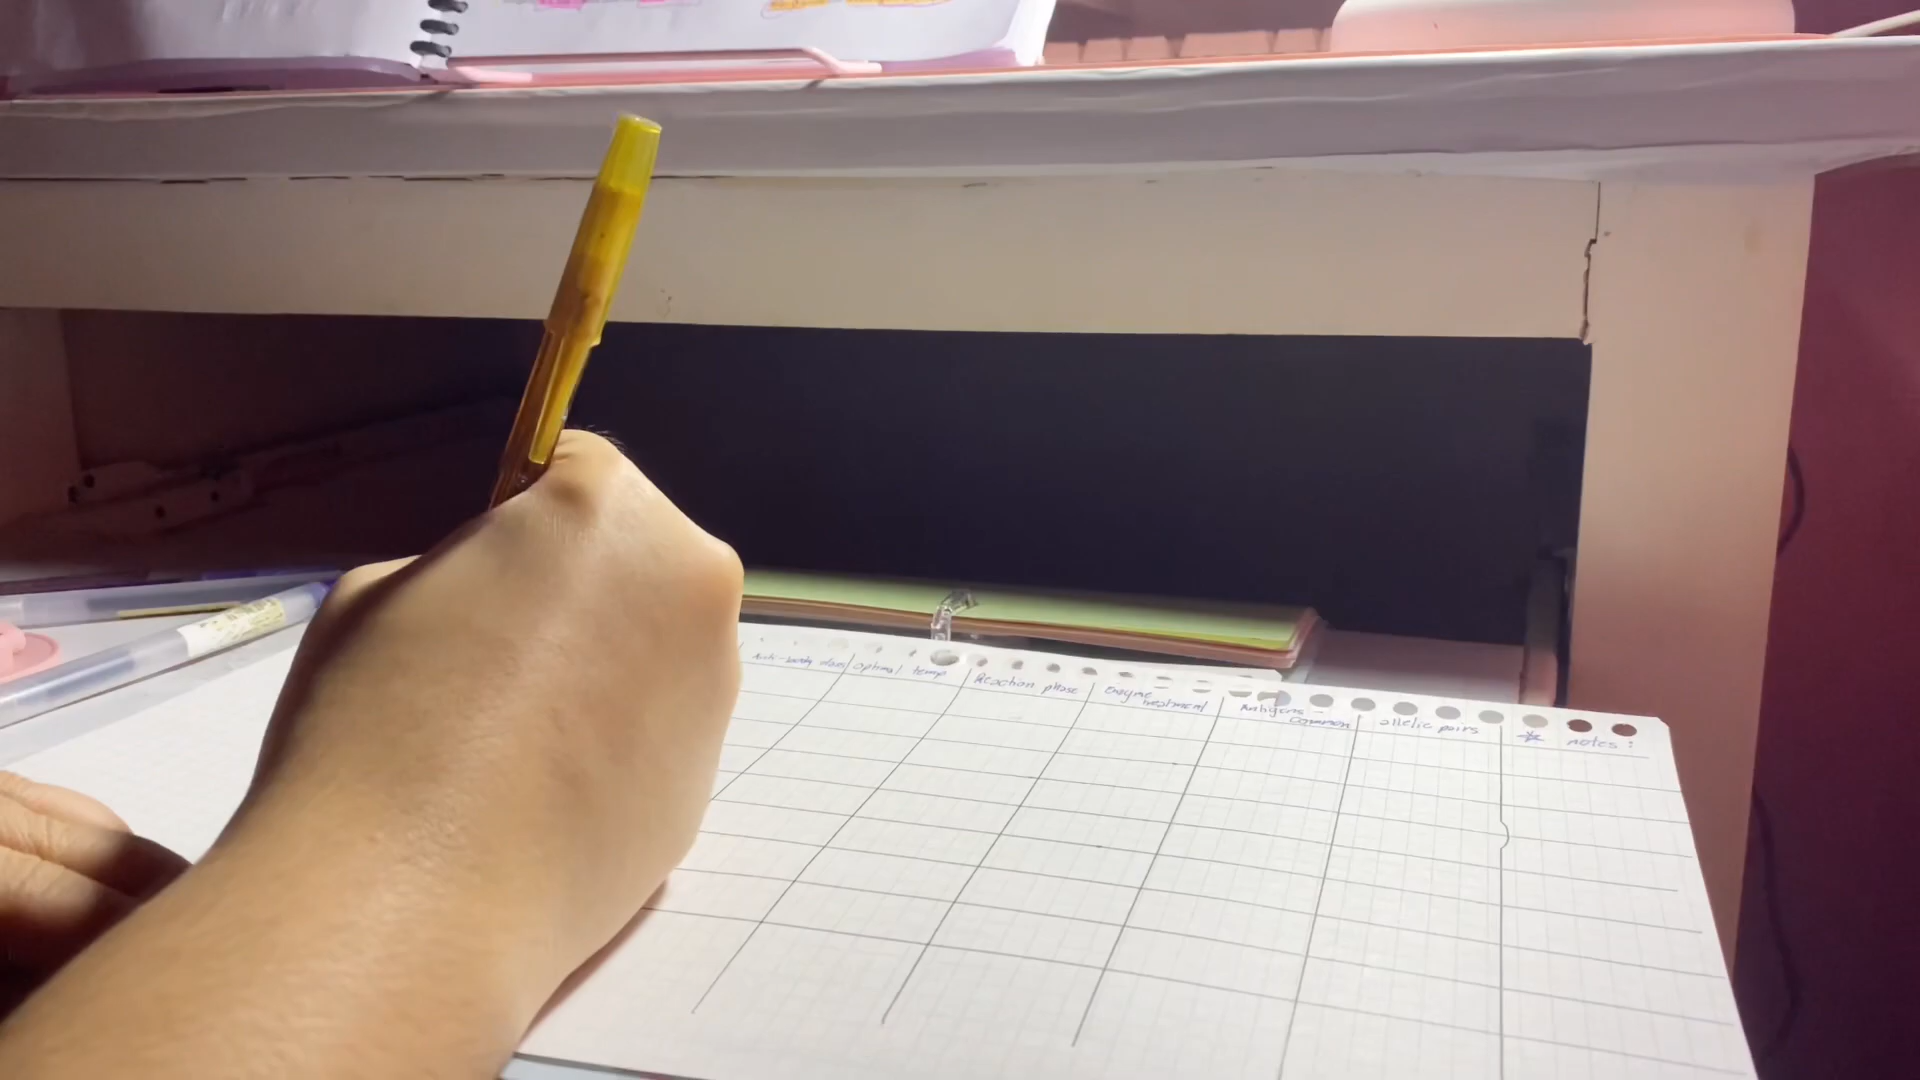 Anti-body class
optimal temp
Reaction phase
Enzyme
treatment
Antigens -
common
allelic pairs
* notes: